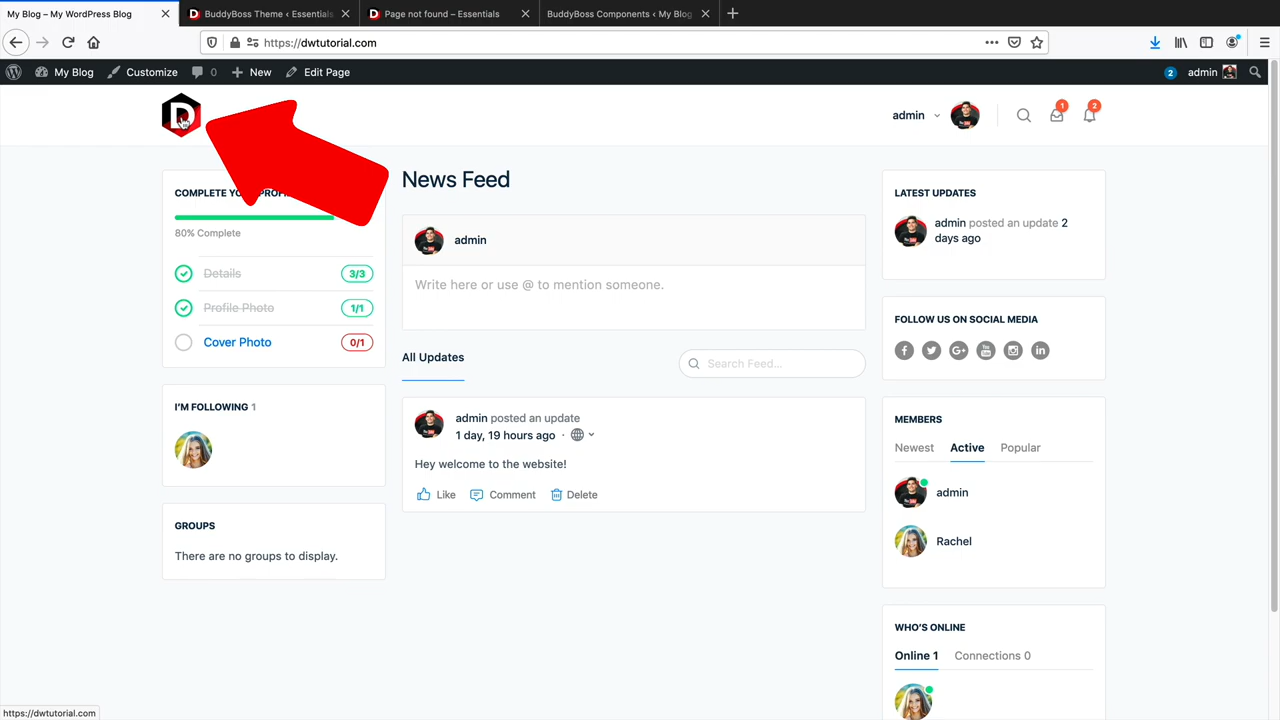 My Blog – My WordPress Blog
BuddyBoss Theme ‹ Essentials
Page not found – Essentials
BuddyBoss Components ‹ My Blog
https://dwtutorial.com
My Blog
Customize
0
New
Edit Page
2
admin
D
admin
1
2
COMPLETE
80% Complete
Details
3/3
Profile Photo
1/1
Cover Photo
0/1
I'M FOLLOWING 1
GROUPS
There are no groups to display.
News Feed
admin
Write here or use @ to mention someone.
All Updates
Search Feed...
admin posted an update
1 day, 19 hours ago ·
Hey welcome to the website!
Like
Comment
Delete
LATEST UPDATES
admin posted an update 2
days ago
FOLLOW US ON SOCIAL MEDIA
MEMBERS
Newest
Active
Popular
admin
Rachel
WHO'S ONLINE
Online 1
Connections 0
https://dwtutorial.com